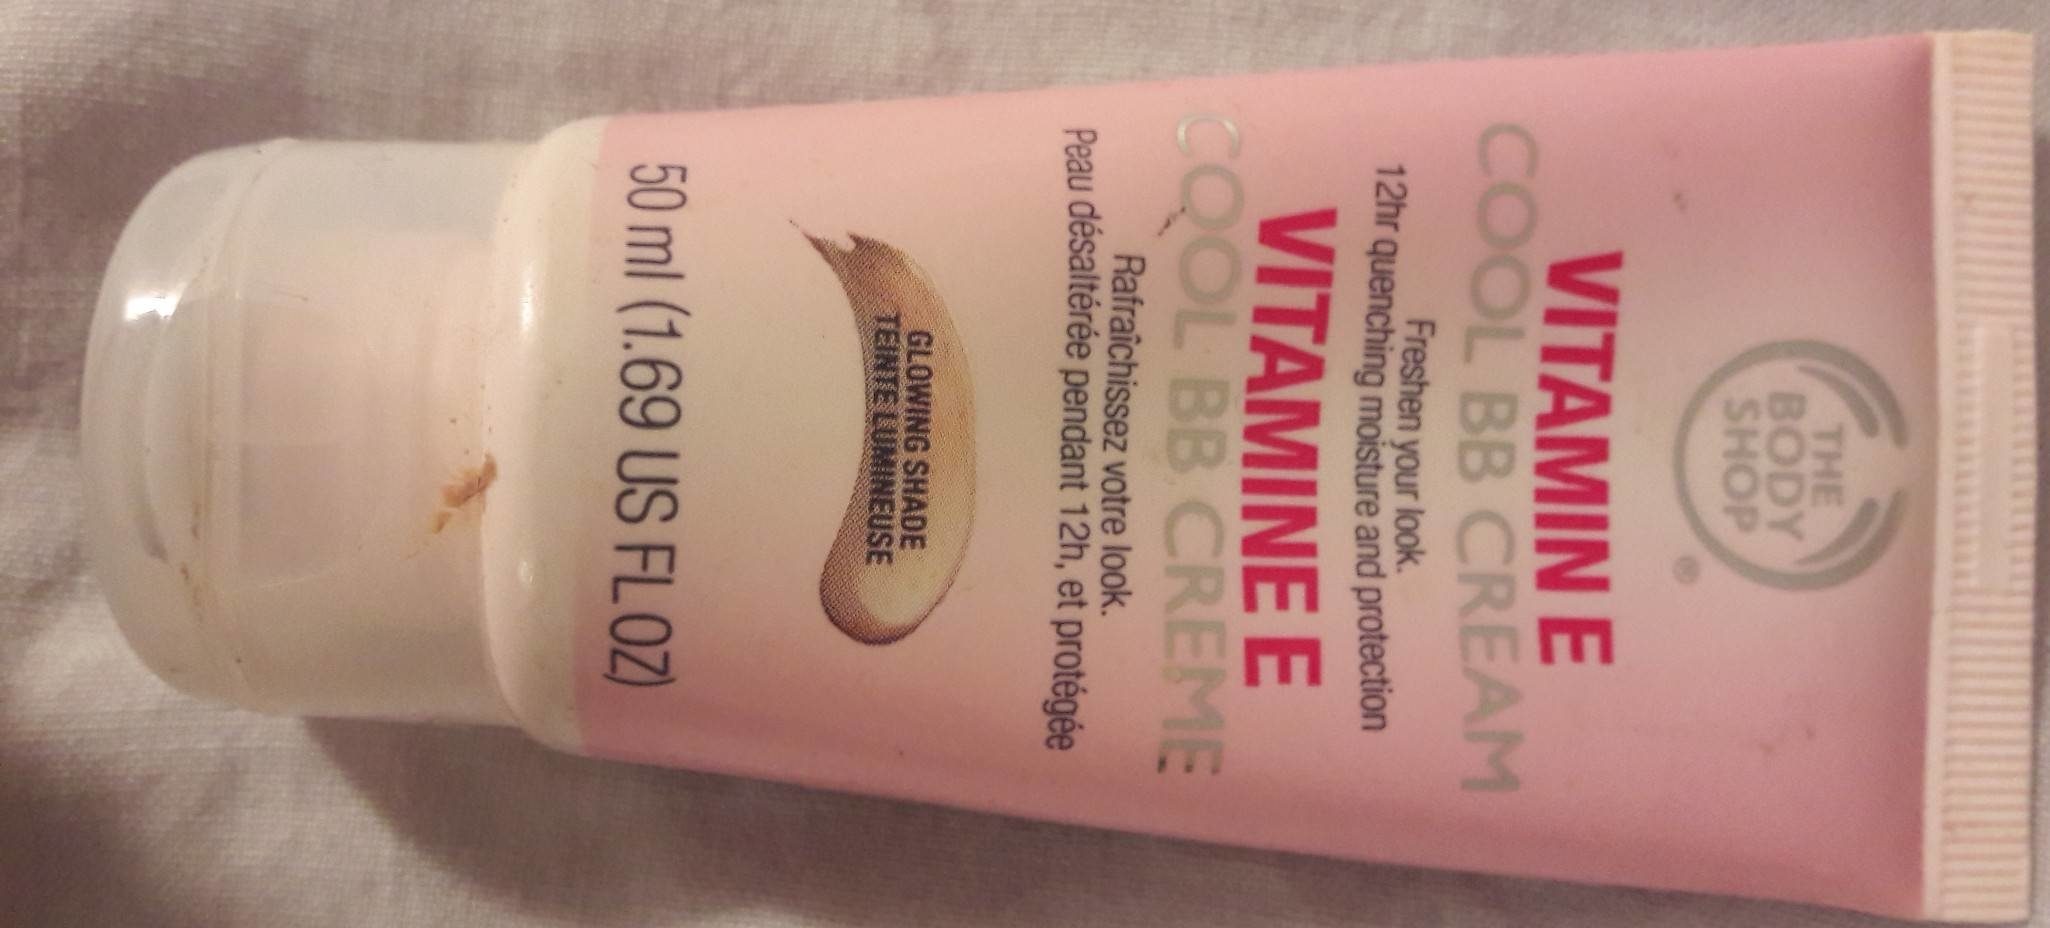 THE
BODY
SHOP
®
VITAMIN E
COOL BB CREAM
Freshen your look.
12hr quenching moisture and protection
VITAMINE E
COOL BB CREME
Rafraîchissez votre look.
Peau désaltérée pendant 12h, et protégée
GLOWING SHADE
TEINTE LUMINEUSE
50 ml (1.69 US FL OZ)